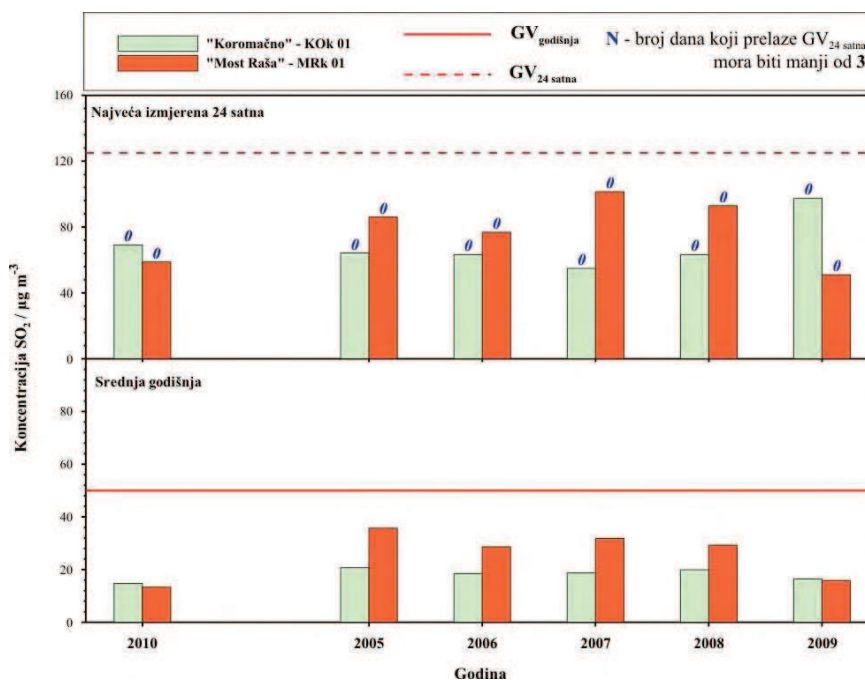 "Koromačno" - KOk 01
"Most Raša" - MRk 01
GVgodišnja
GV24 satna
N - broj dana koji prelaze GV24 satna
mora biti manji od 3
Koncentracija SO2 / µg m-3
Najveća izmjerena 24 satna
160
120
80
40
0
0 0 0 0 0 0 0 0 0 0 0 0
Srednja godišnja
80
60
40
20
0
2010 2005 2006 2007 2008 2009
Godina